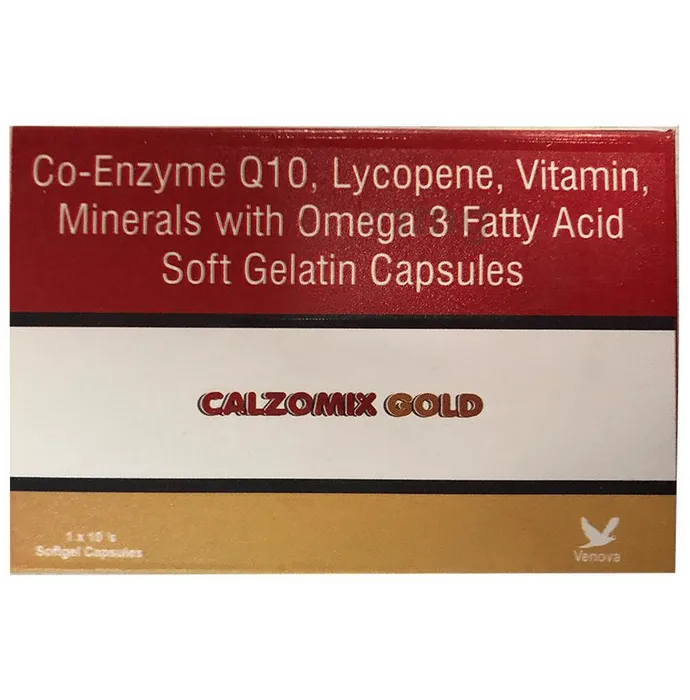 Co-Enzyme Q10, Lycopene, Vitamin,
Minerals with Omega 3 Fatty Acid
Soft Gelatin Capsules
CALZOMIX GOLD
1 x 10 's
Softgel Capsules
Venova